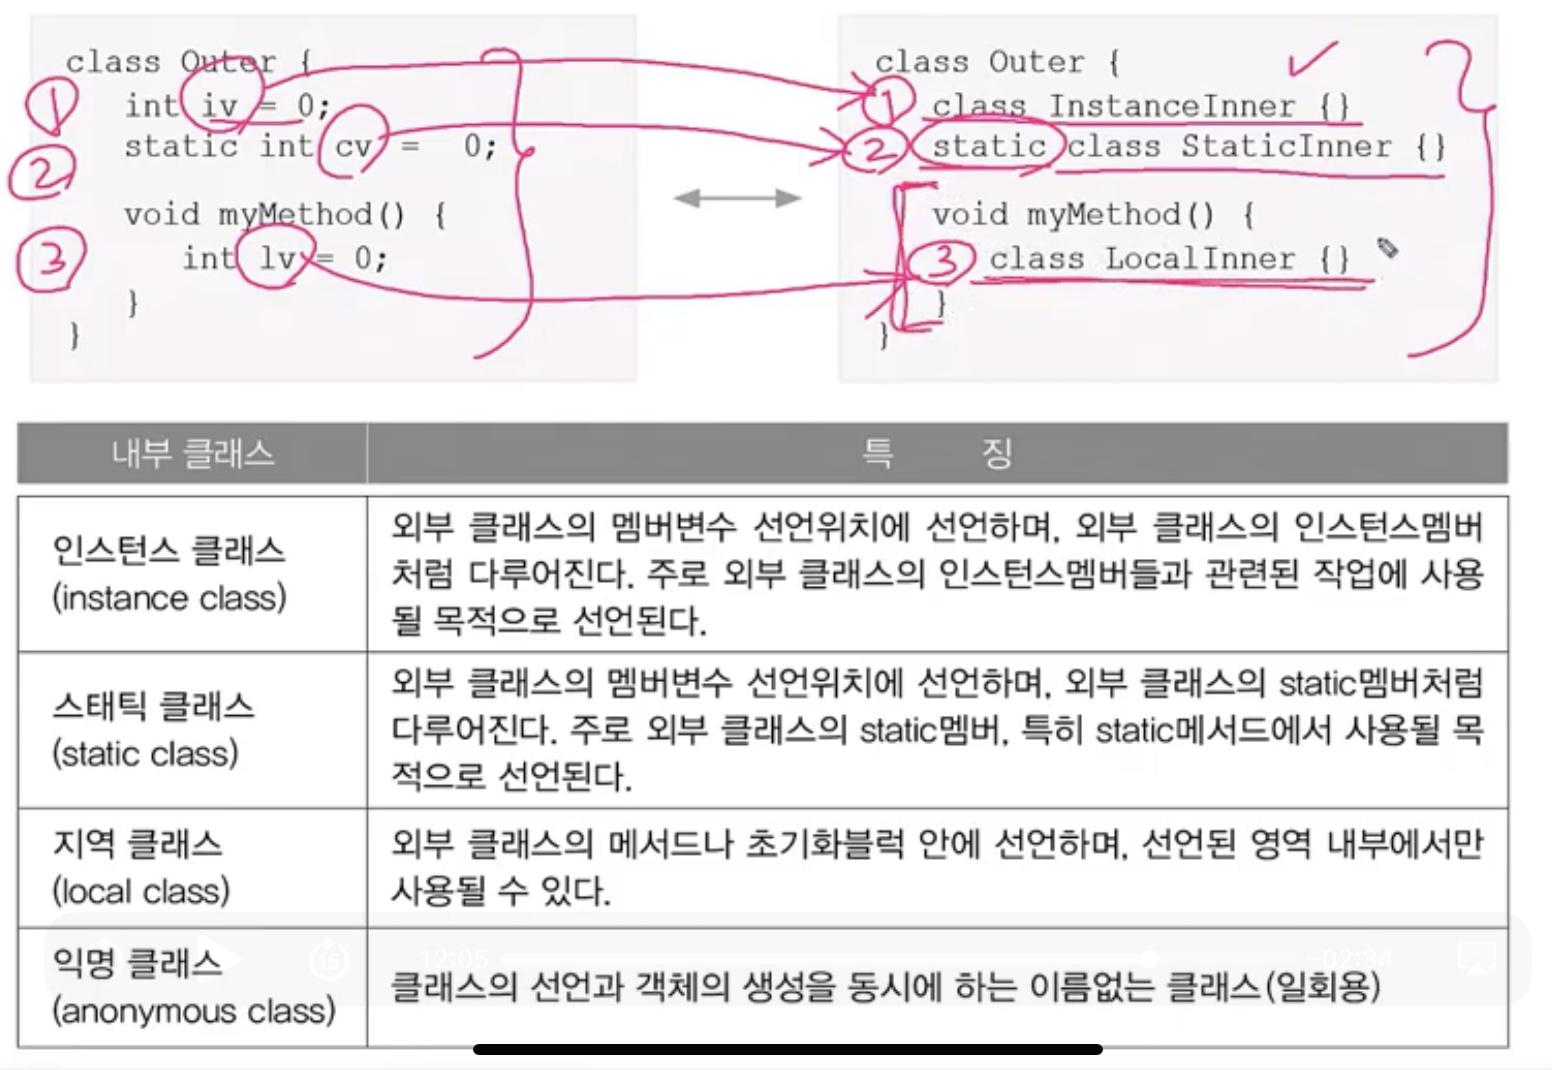 class Outer {
① int iv = 0;
② static int cv = 0;
void myMethod() {
③ int lv = 0;
}
}
class Outer {
① class InstanceInner {}
② static class StaticInner {}
void myMethod() {
③ class LocalInner {}
}
}
내부 클래스 특 징
인스턴스 클래스
(instance class)
외부 클래스의 멤버변수 선언위치에 선언하며, 외부 클래스의 인스턴스멤버
처럼 다루어진다. 주로 외부 클래스의 인스턴스멤버들과 관련된 작업에 사용
될 목적으로 선언된다.
스태틱 클래스
(static class)
외부 클래스의 멤버변수 선언위치에 선언하며, 외부 클래스의 static멤버처럼
다루어진다. 주로 외부 클래스의 static멤버, 특히 static메서드에서 사용될 목
적으로 선언된다.
지역 클래스
(local class)
외부 클래스의 메서드나 초기화블럭 안에 선언하며, 선언된 영역 내부에서만
사용될 수 있다.
익명 클래스
(anonymous class)
클래스의 선언과 객체의 생성을 동시에 하는 이름없는 클래스(일회용)
15 12:05 −02:34